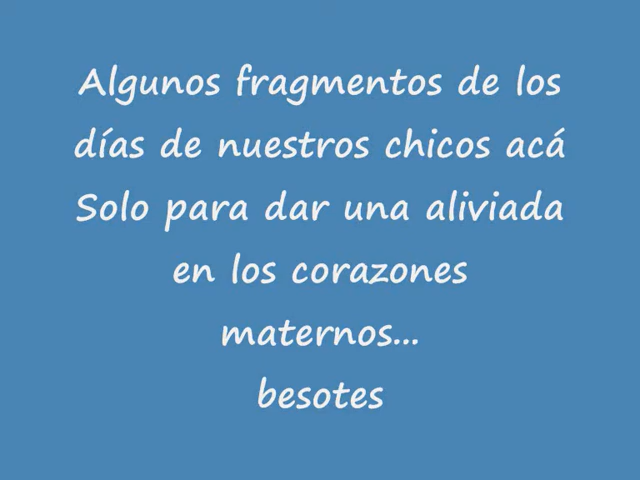 Algunos fragmentos de los
días de nuestros chicos acá
Solo para dar una aliviada
en los corazones
maternos...
besotes